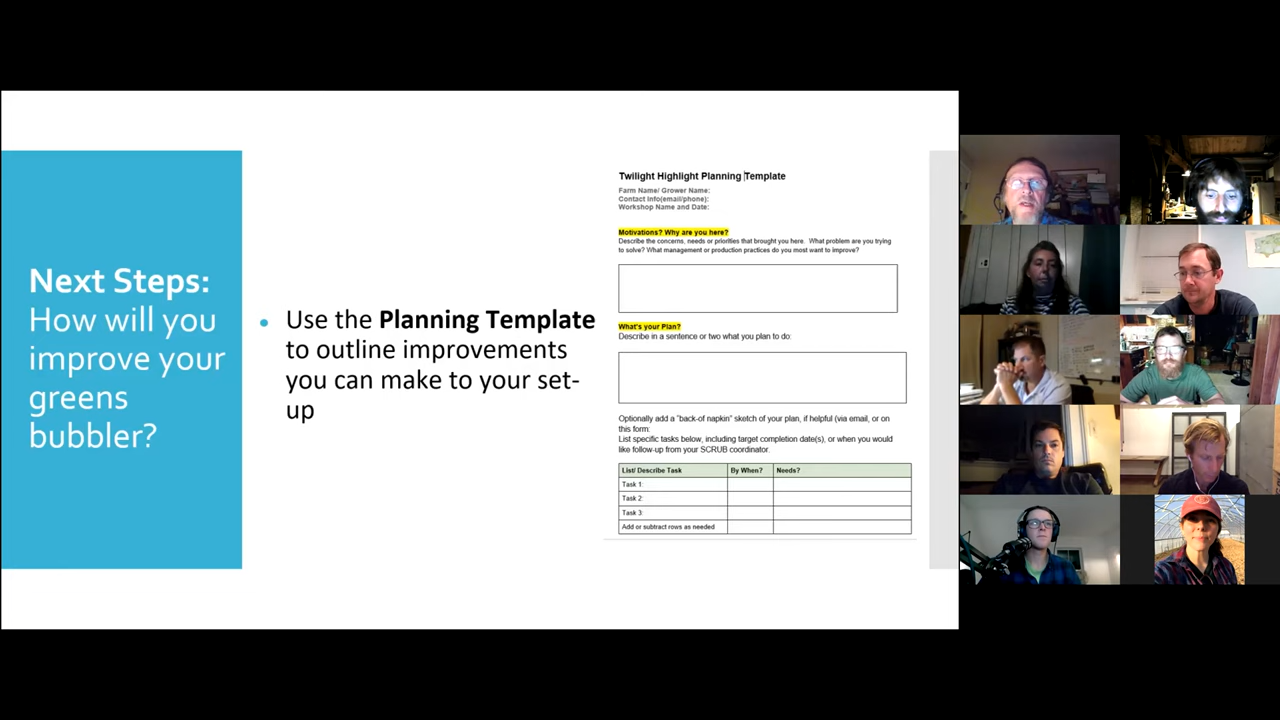 Next Steps:
How will you
improve your
greens
bubbler?
• Use the Planning Template
to outline improvements
you can make to your set-
up
Twilight Highlight Planning Template
Farm Name/ Grower Name:
Contact Info(email/phone):
Workshop Name and Date:
Motivations? Why are you here?
Describe the concerns, needs or priorities that brought you here. What problem are you trying
to solve? What management or production practices do you most want to improve?
What's your Plan?
Describe in a sentence or two what you plan to do:
Optionally add a "back-of napkin" sketch of your plan, if helpful (via email, or on
this form:
List specific tasks below, including target completion date(s), or when you would
like follow-up from your SCRUB coordinator.
List/ Describe Task By When? Needs?
Task 1:
Task 2:
Task 3:
Add or subtract rows as needed